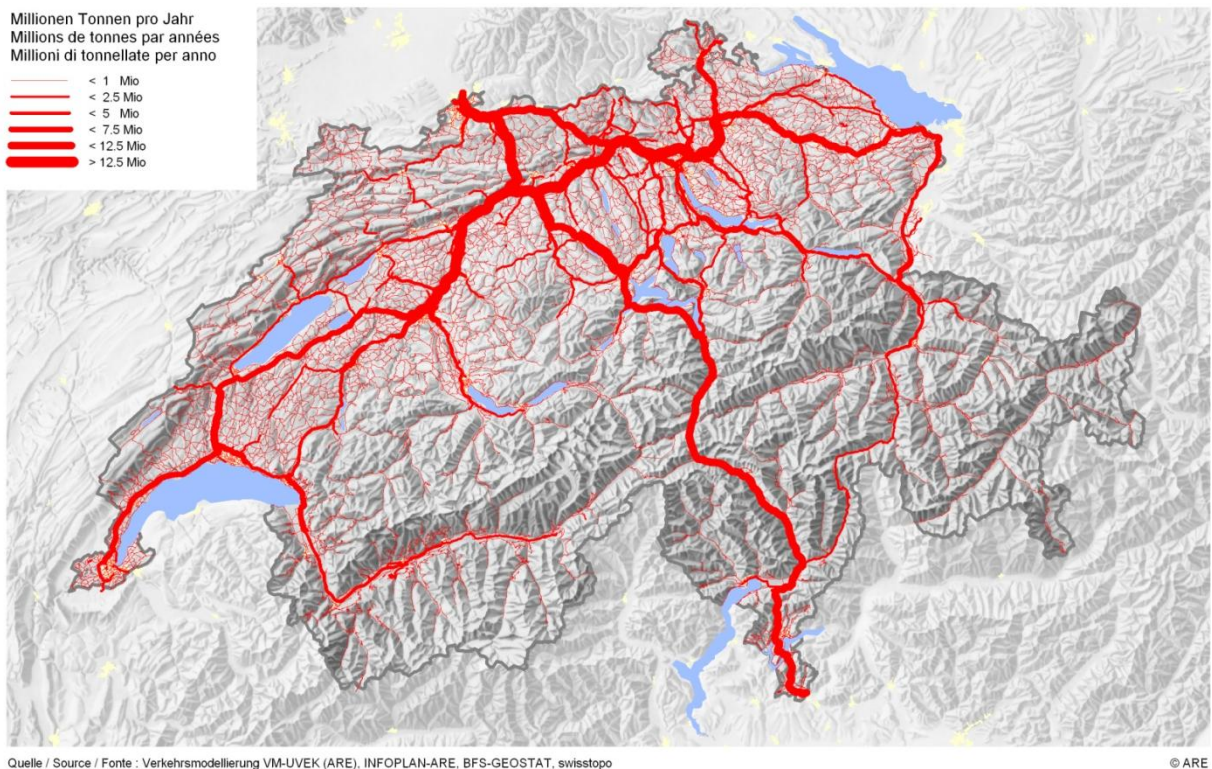 Millionen Tonnen pro Jahr
Millions de tonnes par années
Millioni di tonnellate per anno
< 1 Mio
< 2.5 Mio
< 5 Mio
< 7.5 Mio
< 12.5 Mio
> 12.5 Mio
Quelle / Source / Fonte : Verkehrsmodellierung VM-UVEK (ARE), INFOPLAN-ARE, BFS-GEOSTAT, swisstopo
© ARE